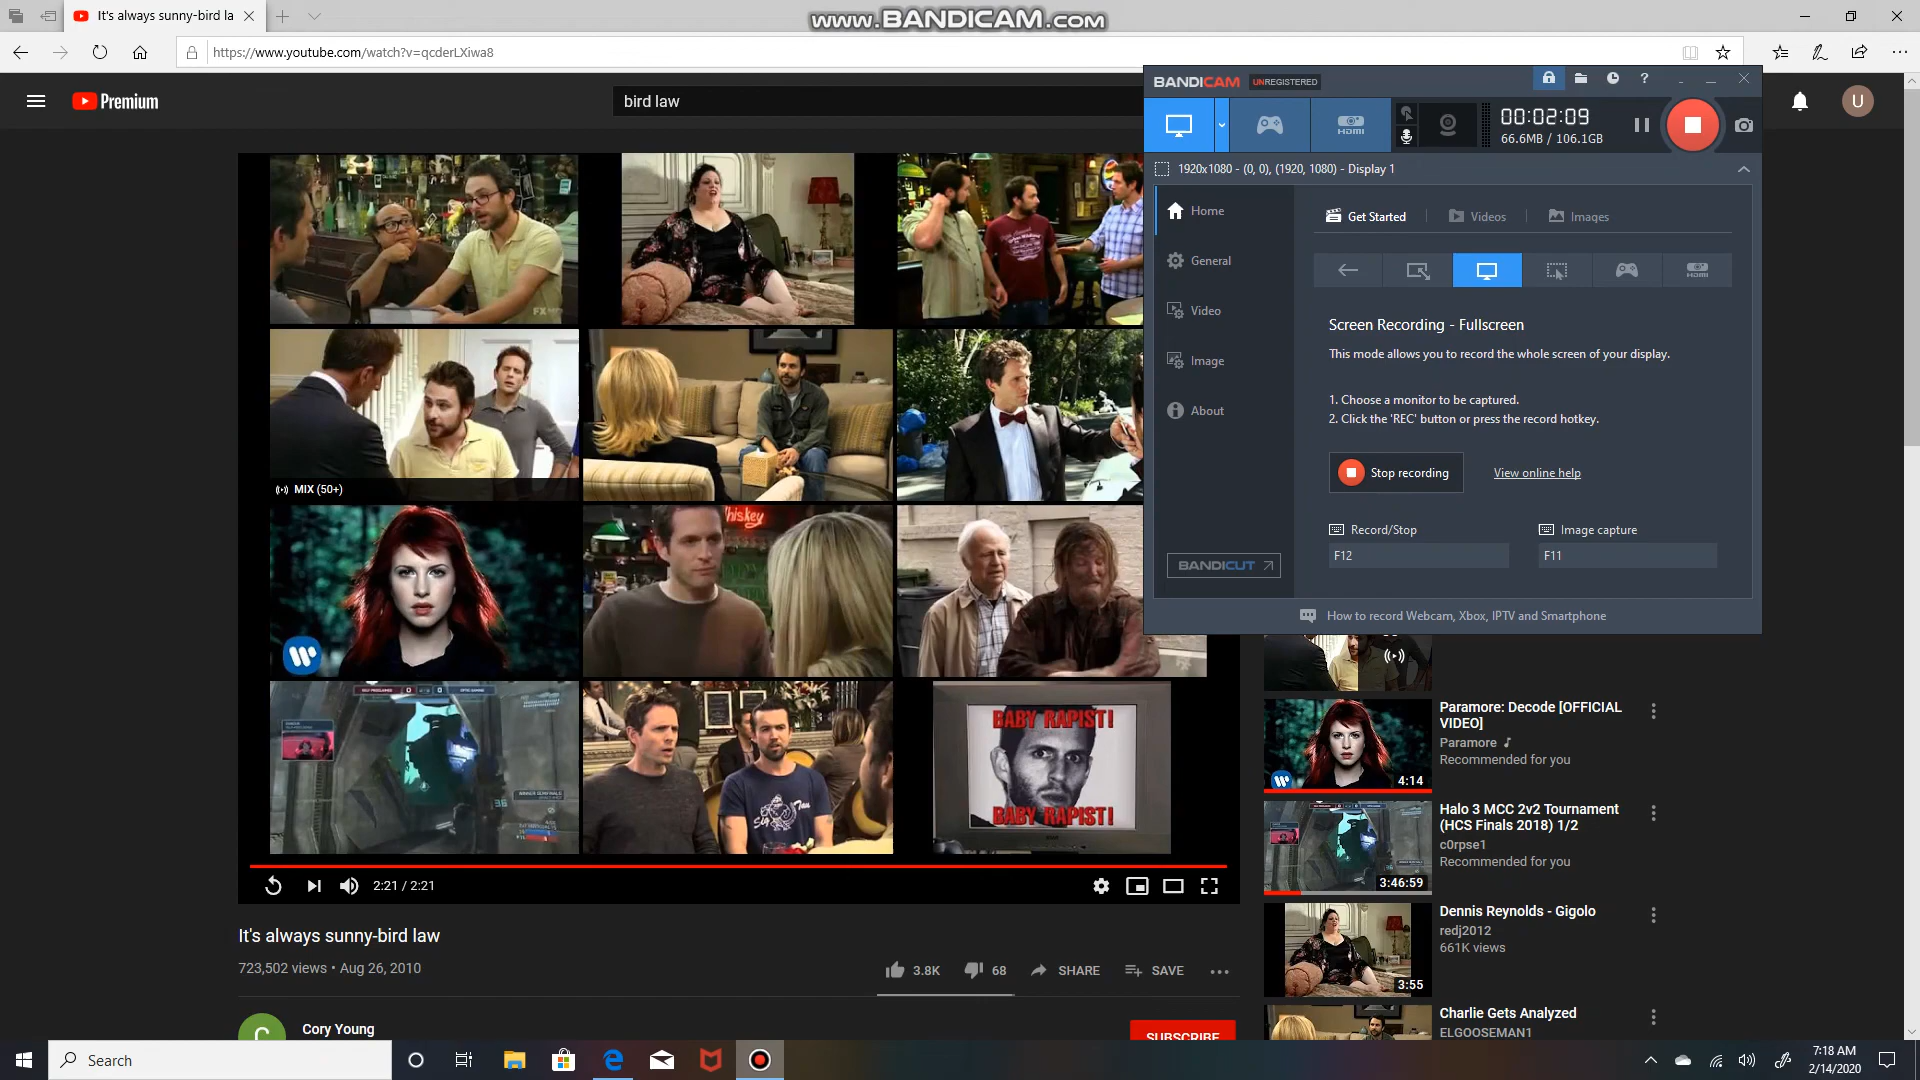 It's always sunny-bird la
www.BANDICAM.com
https://www.youtube.com/watch?v=qcderLXiwa8
Premium
bird law
U
BANDICAM UNREGISTERED
HDMI
00:02:09
66.6MB / 106.1GB
1920x1080 - (0, 0), (1920, 1080) - Display 1
Home
General
Video
Image
About
BANDICUT
Get Started
Videos
Images
HDMI
Screen Recording - Fullscreen
This mode allows you to record the whole screen of your display.
1. Choose a monitor to be captured.
2. Click the 'REC' button or press the record hotkey.
Stop recording
View online help
Record/Stop
Image capture
F12
F11
How to record Webcam, Xbox, IPTV and Smartphone
FX
MIX (50+)
Whiskey
BABY RAPIST!
BABY RAPIST!
2:21 / 2:21
It's always sunny-bird law
723,502 views • Aug 26, 2010
3.8K
68
SHARE
SAVE
Cory Young
SUBSCRIBE
Paramore: Decode [OFFICIAL
VIDEO]
Paramore
Recommended for you
4:14
Halo 3 MCC 2v2 Tournament
(HCS Finals 2018) 1/2
c0rpse1
Recommended for you
3:46:59
Dennis Reynolds - Gigolo
redj2012
661K views
3:55
Charlie Gets Analyzed
ELGOOSEMAN1
Search
7:18 AM
2/14/2020